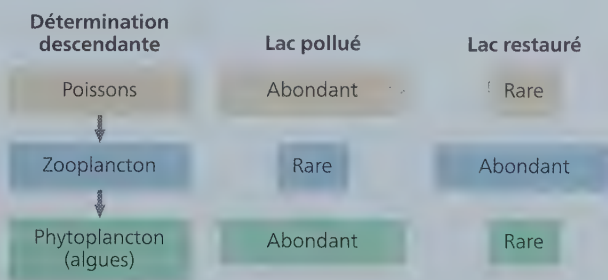 Détermination
descendante
Lac pollué
Lac restauré
Poissons
Abondant
Rare
Zooplancton
Rare
Abondant
Phytoplancton
(algues)
Abondant
Rare